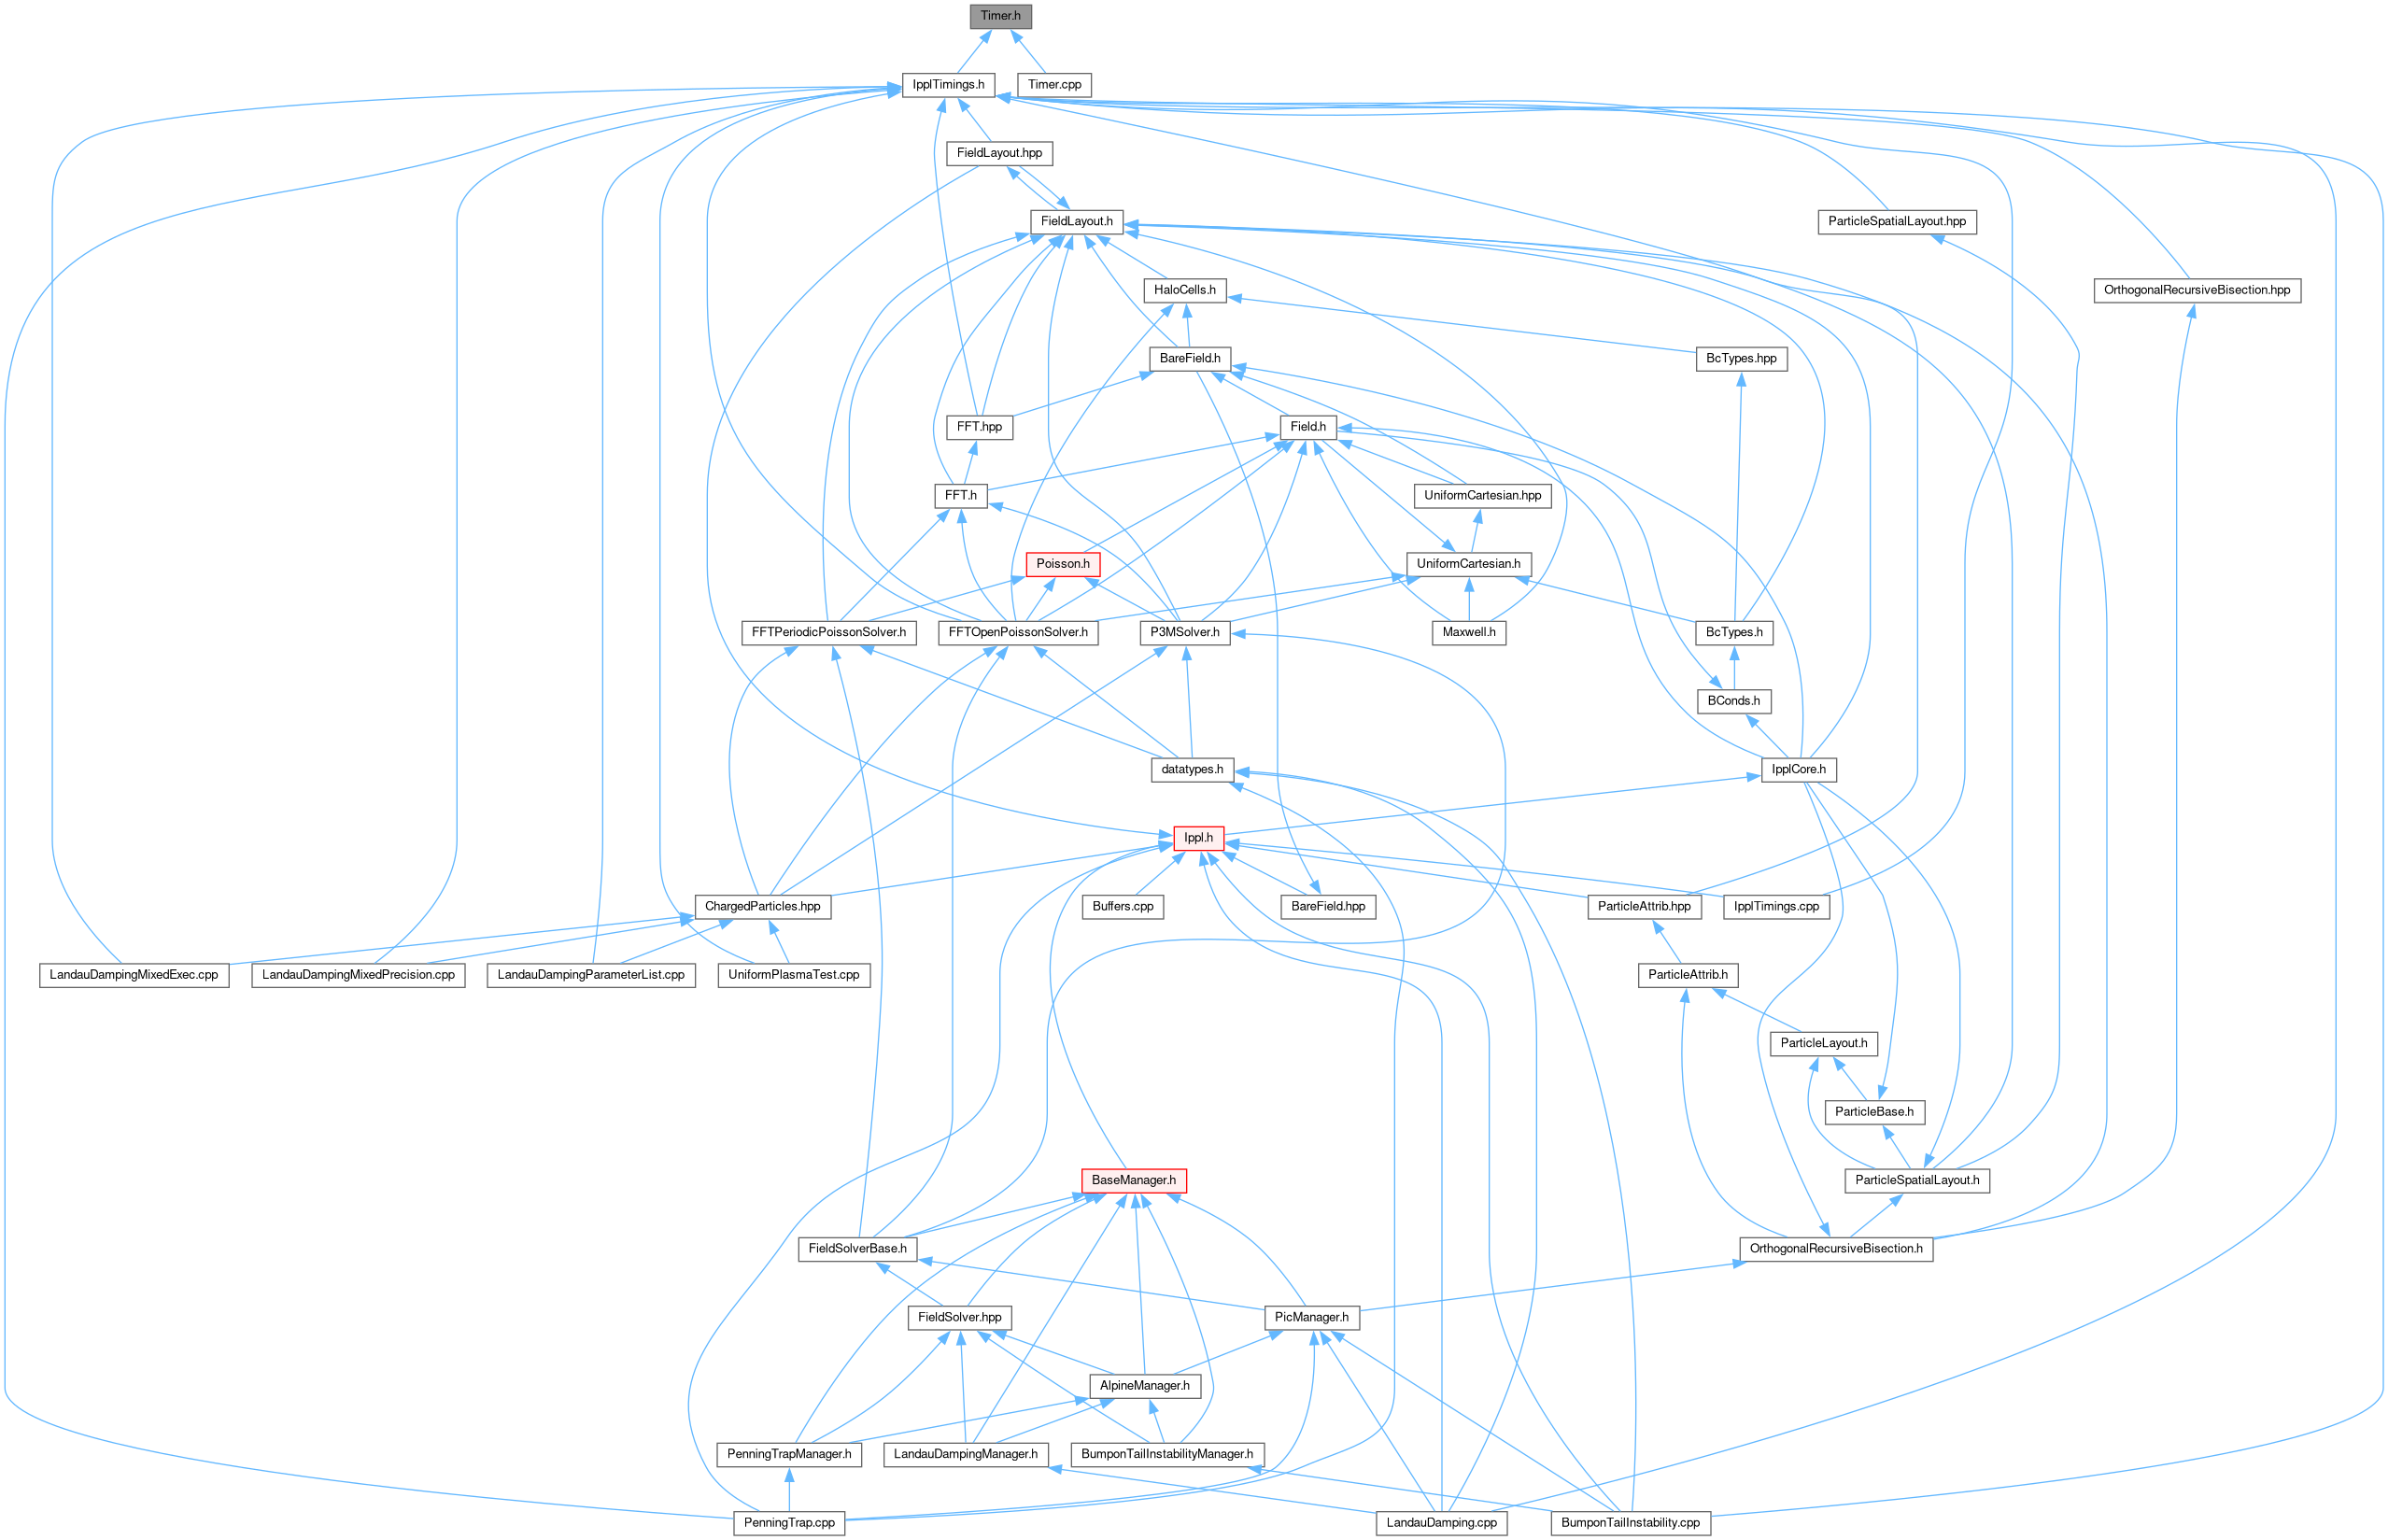 Timer.h
IpplTimings.h
Timer.cpp
FieldLayout.hpp
FieldLayout.h
ParticleSpatialLayout.hpp
HaloCells.h
OrthogonalRecursiveBisection.hpp
BareField.h
BcTypes.hpp
FFT.hpp
Field.h
FFT.h
UniformCartesian.hpp
Poisson.h
UniformCartesian.h
FFTPeriodicPoissonSolver.h
FFTOpenPoissonSolver.h
P3MSolver.h
Maxwell.h
BcTypes.h
BConds.h
datatypes.h
IpplCore.h
Ippl.h
ChargedParticles.hpp
Buffers.cpp
BareField.hpp
ParticleAttrib.hpp
IpplTimings.cpp
LandauDampingMixedExec.cpp
LandauDampingMixedPrecision.cpp
LandauDampingParameterList.cpp
UniformPlasmaTest.cpp
ParticleAttrib.h
ParticleLayout.h
ParticleBase.h
BaseManager.h
ParticleSpatialLayout.h
FieldSolverBase.h
OrthogonalRecursiveBisection.h
FieldSolver.hpp
PicManager.h
AlpineManager.h
PenningTrapManager.h
LandauDampingManager.h
BumponTailInstabilityManager.h
PenningTrap.cpp
LandauDamping.cpp
BumponTailInstability.cpp